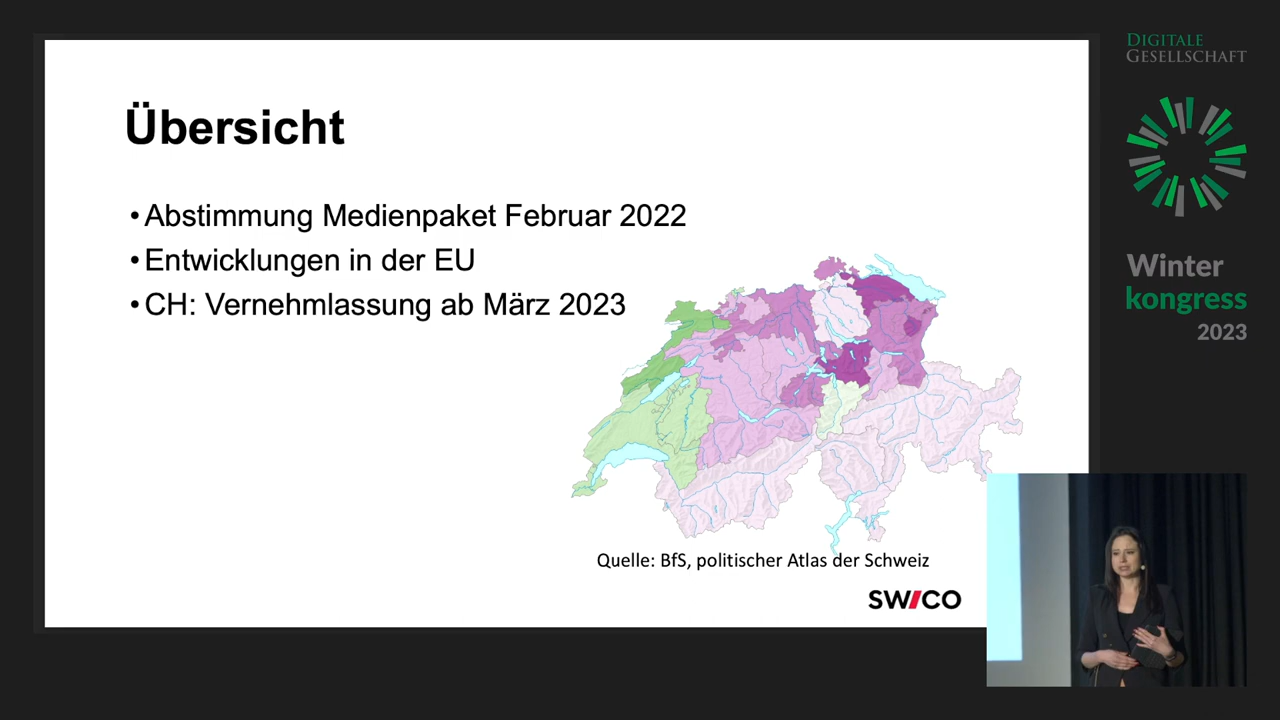 DIGITALE
GESELLSCHAFT
Übersicht
•Abstimmung Medienpaket Februar 2022
•Entwicklungen in der EU
•CH: Vernehmlassung ab März 2023
Winter
kongress
2023
Quelle: BfS, politischer Atlas der Schweiz
SWICO